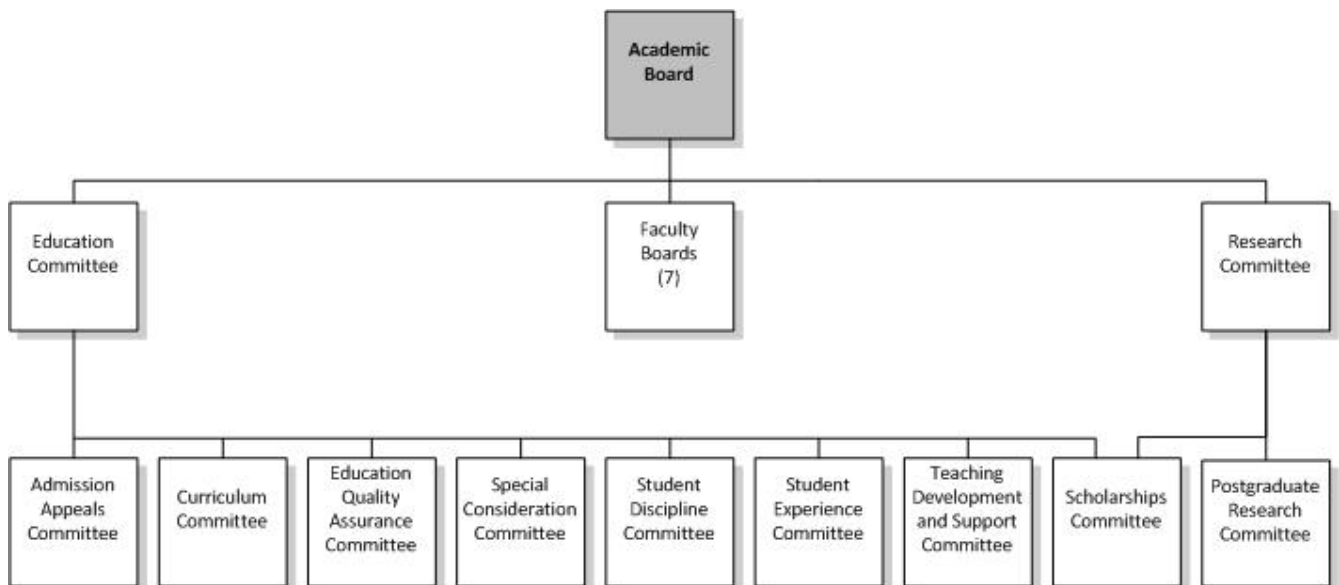 Academic
Board
Education
Committee
Faculty
Boards
(7)
Research
Committee
Admission
Appeals
Committee
Curriculum
Committee
Education
Quality
Assurance
Committee
Special
Consideration
Committee
Student
Discipline
Committee
Student
Experience
Committee
Teaching
Development
and Support
Committee
Scholarships
Committee
Postgraduate
Research
Committee